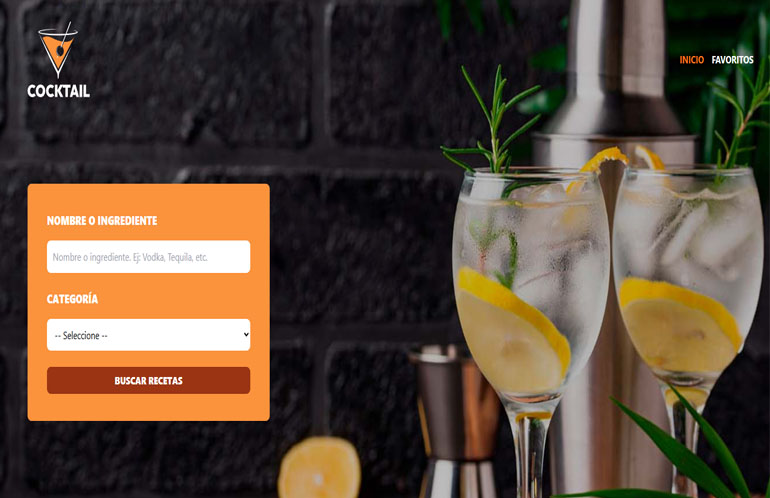 COCKTAIL
INICIO FAVORITOS
NOMBRE O INGREDIENTE
Nombre o ingrediente. Ej: Vodka, Tequila, etc.
CATEGORÍA
-- Seleccione --
BUSCAR RECETAS